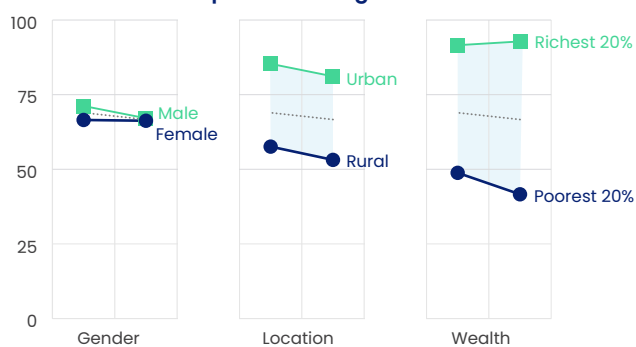 100
75
50
25
0
Male
Female
Urban
Rural
Richest 20%
Poorest 20%
Gender
Location
Wealth